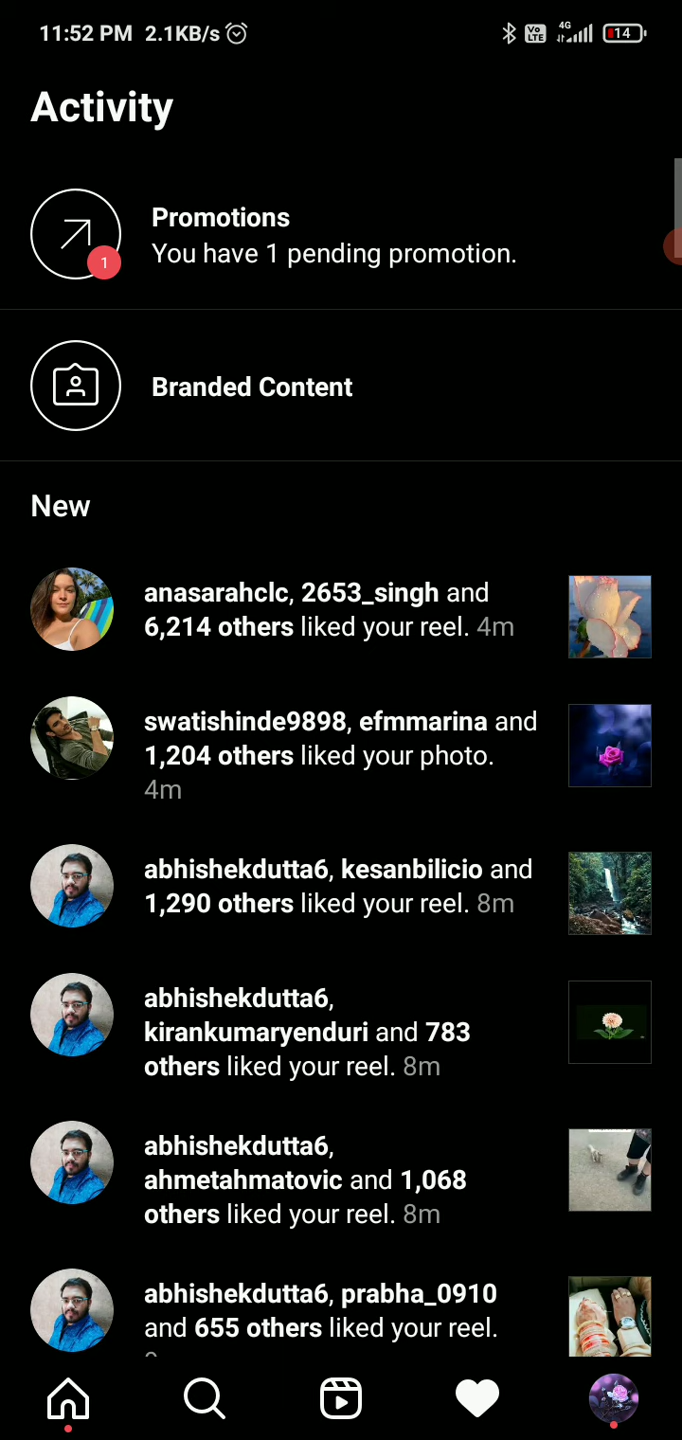 11:52 PM 2.1KB/s Vo LTE 4G 14
Activity
Promotions
You have 1 pending promotion.
1
Branded Content
New
anasarahclc, 2653_singh and
6,214 others liked your reel. 4m
swatishinde9898, efmmarina and
1,204 others liked your photo.
4m
abhishekdutta6, kesanbilicio and
1,290 others liked your reel. 8m
abhishekdutta6,
kirankumaryenduri and 783
others liked your reel. 8m
abhishekdutta6,
ahmetahmatovic and 1,068
others liked your reel. 8m
abhishekdutta6, prabha_0910
and 655 others liked your reel.